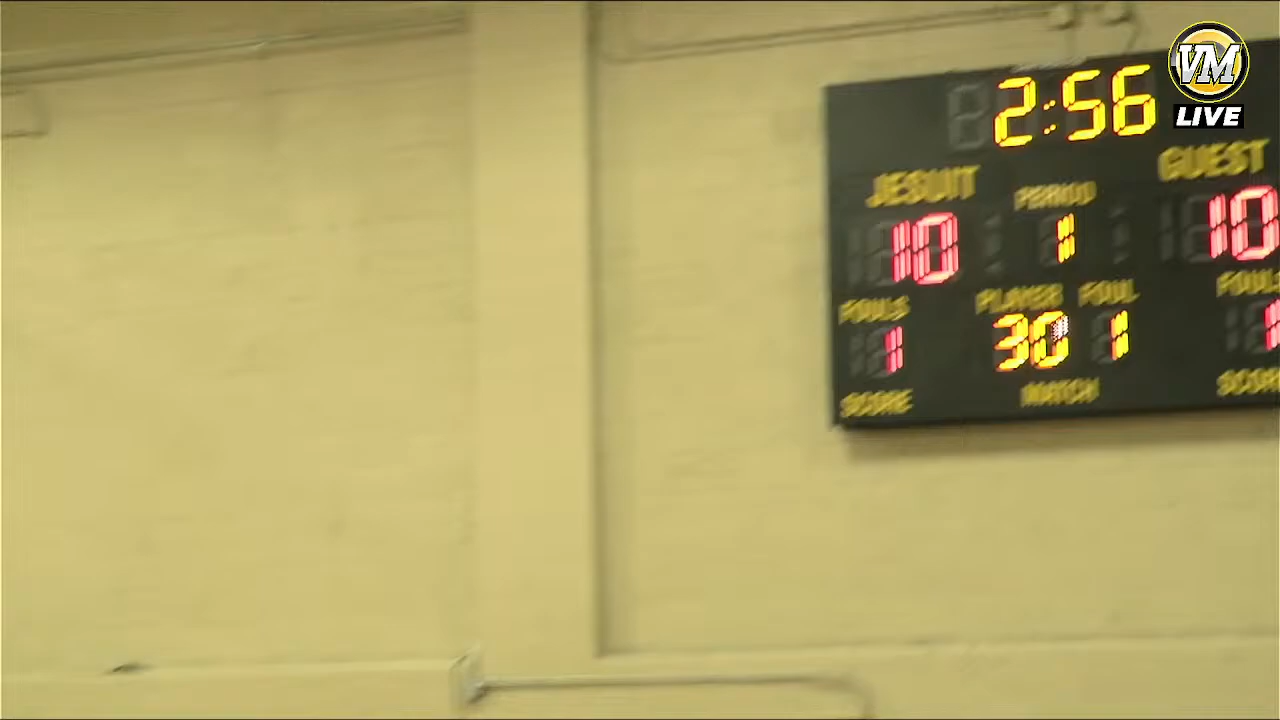 VM
LIVE
2:56
JESUIT PERIOD GUEST
10 1 10
FOULS PLAYER FOUL FOULS
1 30 1 1
SCORE MATCH SCORE